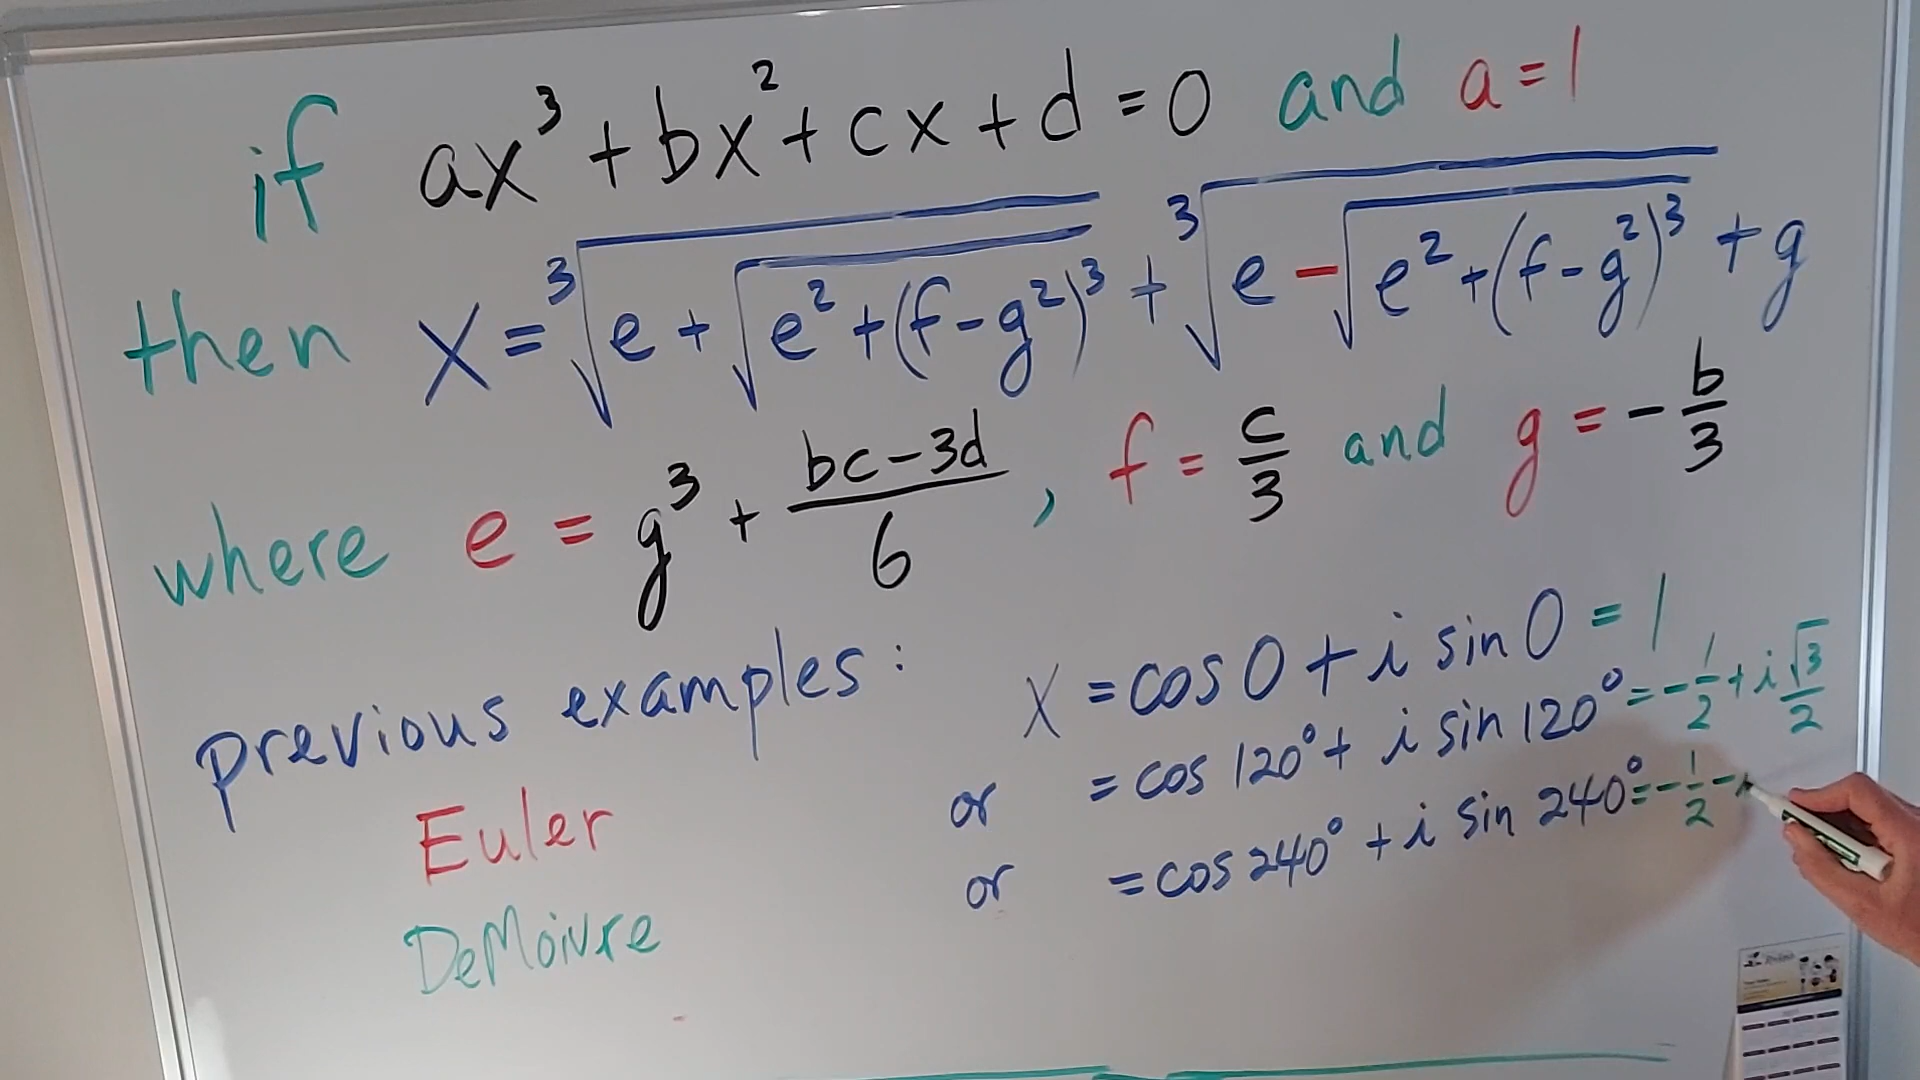 if ax³ + bx² + cx + d = 0 and a = 1
then x = ∛(e + √(e² + (f - g²)³)) + ∛(e - √(e² + (f - g²)³)) + g
where e = g³ + (bc - 3d)/6 , f = c/3 and g = - b/3
previous examples:
Euler
DeMoivre
x = cos 0 + i sin 0 = 1
or = cos 120° + i sin 120° = - 1/2 + i √3/2
or = cos 240° + i sin 240° = - 1/2 -